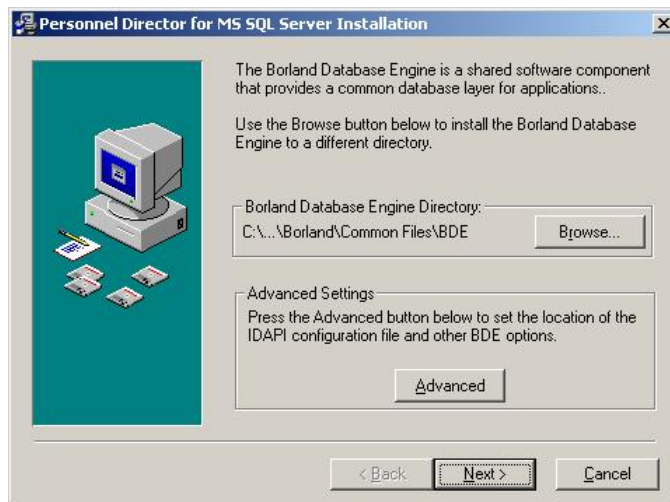 Personnel Director for MS SQL Server Installation
The Borland Database Engine is a shared software component
that provides a common database layer for applications..
Use the Browse button below to install the Borland Database
Engine to a different directory.
Borland Database Engine Directory:
C:\...\Borland\Common Files\BDE
Browse...
Advanced Settings
Press the Advanced button below to set the location of the
IDAPI configuration file and other BDE options.
Advanced
< Back
Next >
Cancel